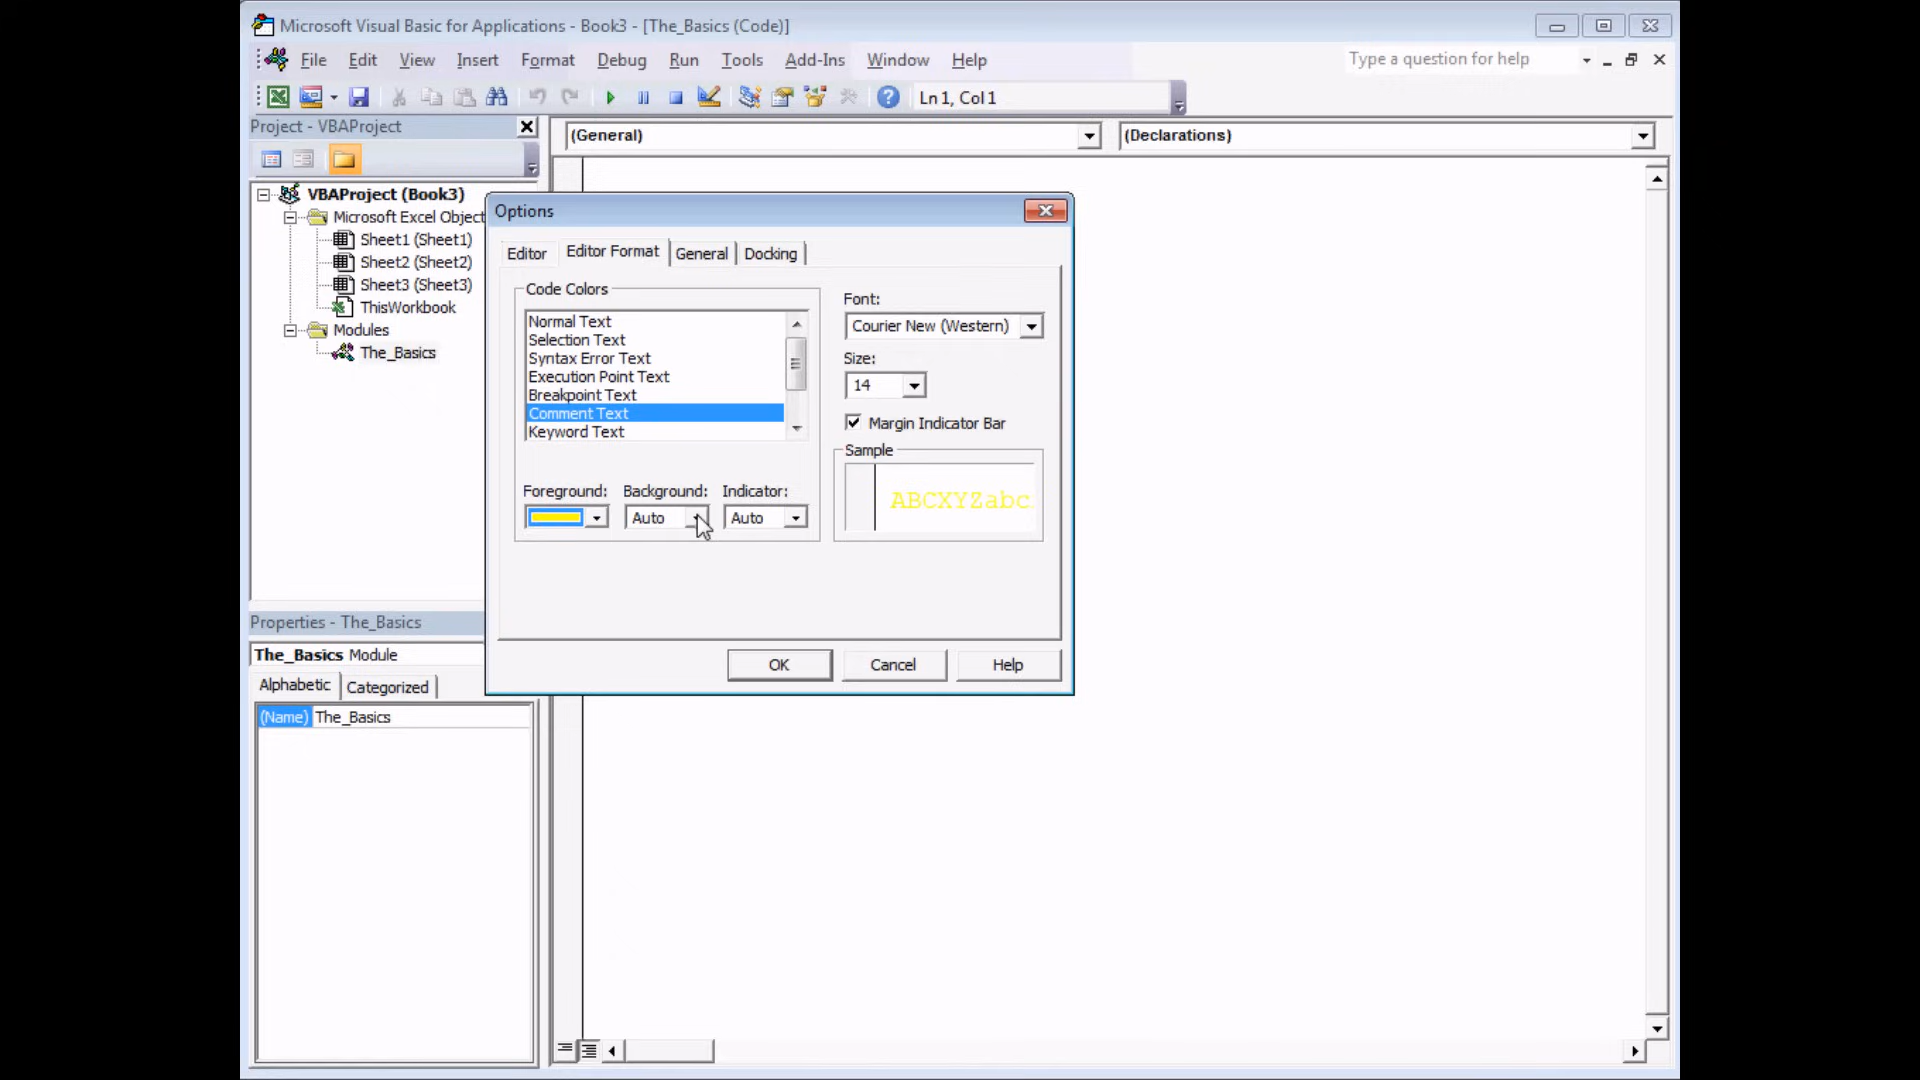 Microsoft Visual Basic for Applications - Book3 - [The_Basics (Code)]
File Edit View Insert Format Debug Run Tools Add-Ins Window Help
Type a question for help
Ln 1, Col 1
Project - VBAProject
(General)
(Declarations)
VBAProject (Book3)
Microsoft Excel Object
Sheet1 (Sheet1)
Sheet2 (Sheet2)
Sheet3 (Sheet3)
ThisWorkbook
Modules
The_Basics
Options
Editor
Editor Format
General
Docking
Code Colors
Normal Text
Selection Text
Syntax Error Text
Execution Point Text
Breakpoint Text
Comment Text
Keyword Text
Foreground: Background: Indicator:
Auto Auto
Font:
Courier New (Western)
Size:
14
Margin Indicator Bar
Sample
ABCXYZabc
OK
Cancel
Help
Properties - The_Basics
The_Basics Module
Alphabetic
Categorized
(Name) The_Basics